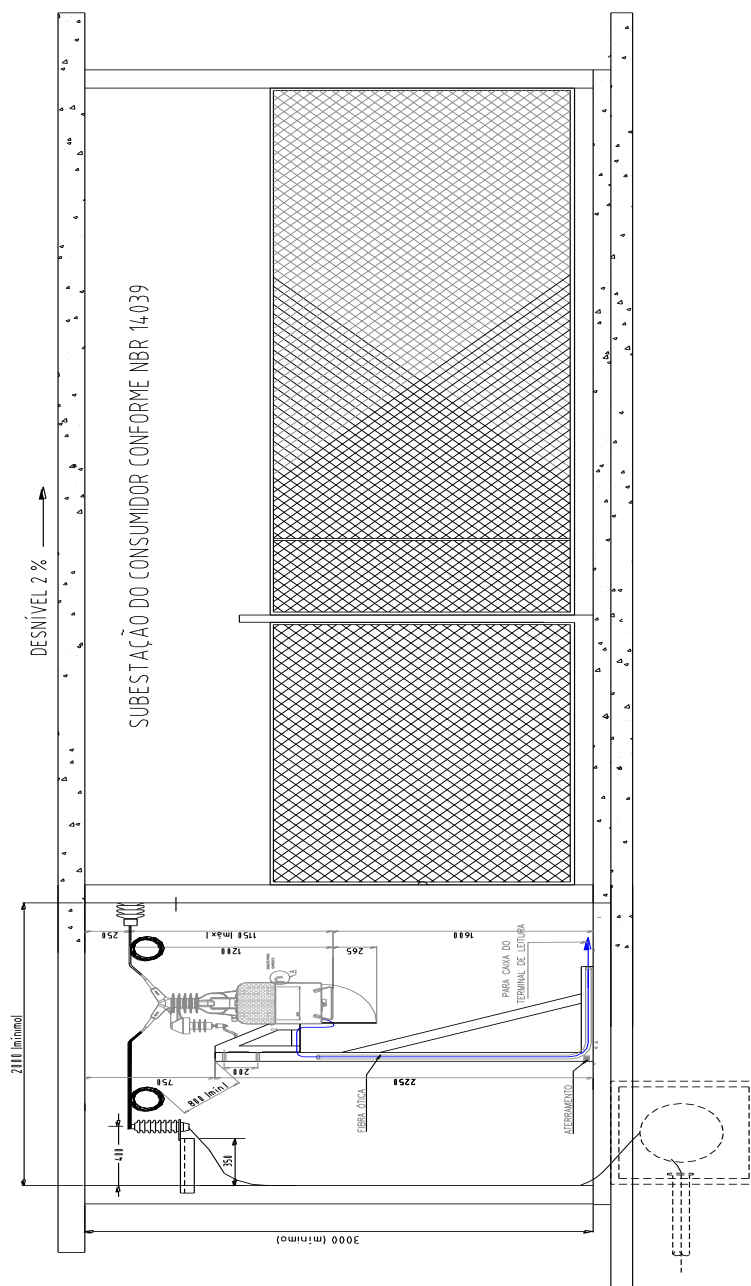 DESNÍVEL 2 %
SUBESTAÇÃO DO CONSUMIDOR CONFORME NBR 14039
2000 (mínimo)
250
1150 (máx)
1200
265
1600
PARA CAIXA DO
TERMINAL DE LEITURA
750
800 (mín)
200
2250
FIBRA ÓTICA
ATERRAMENTO
400
350
3000 (mínimo)